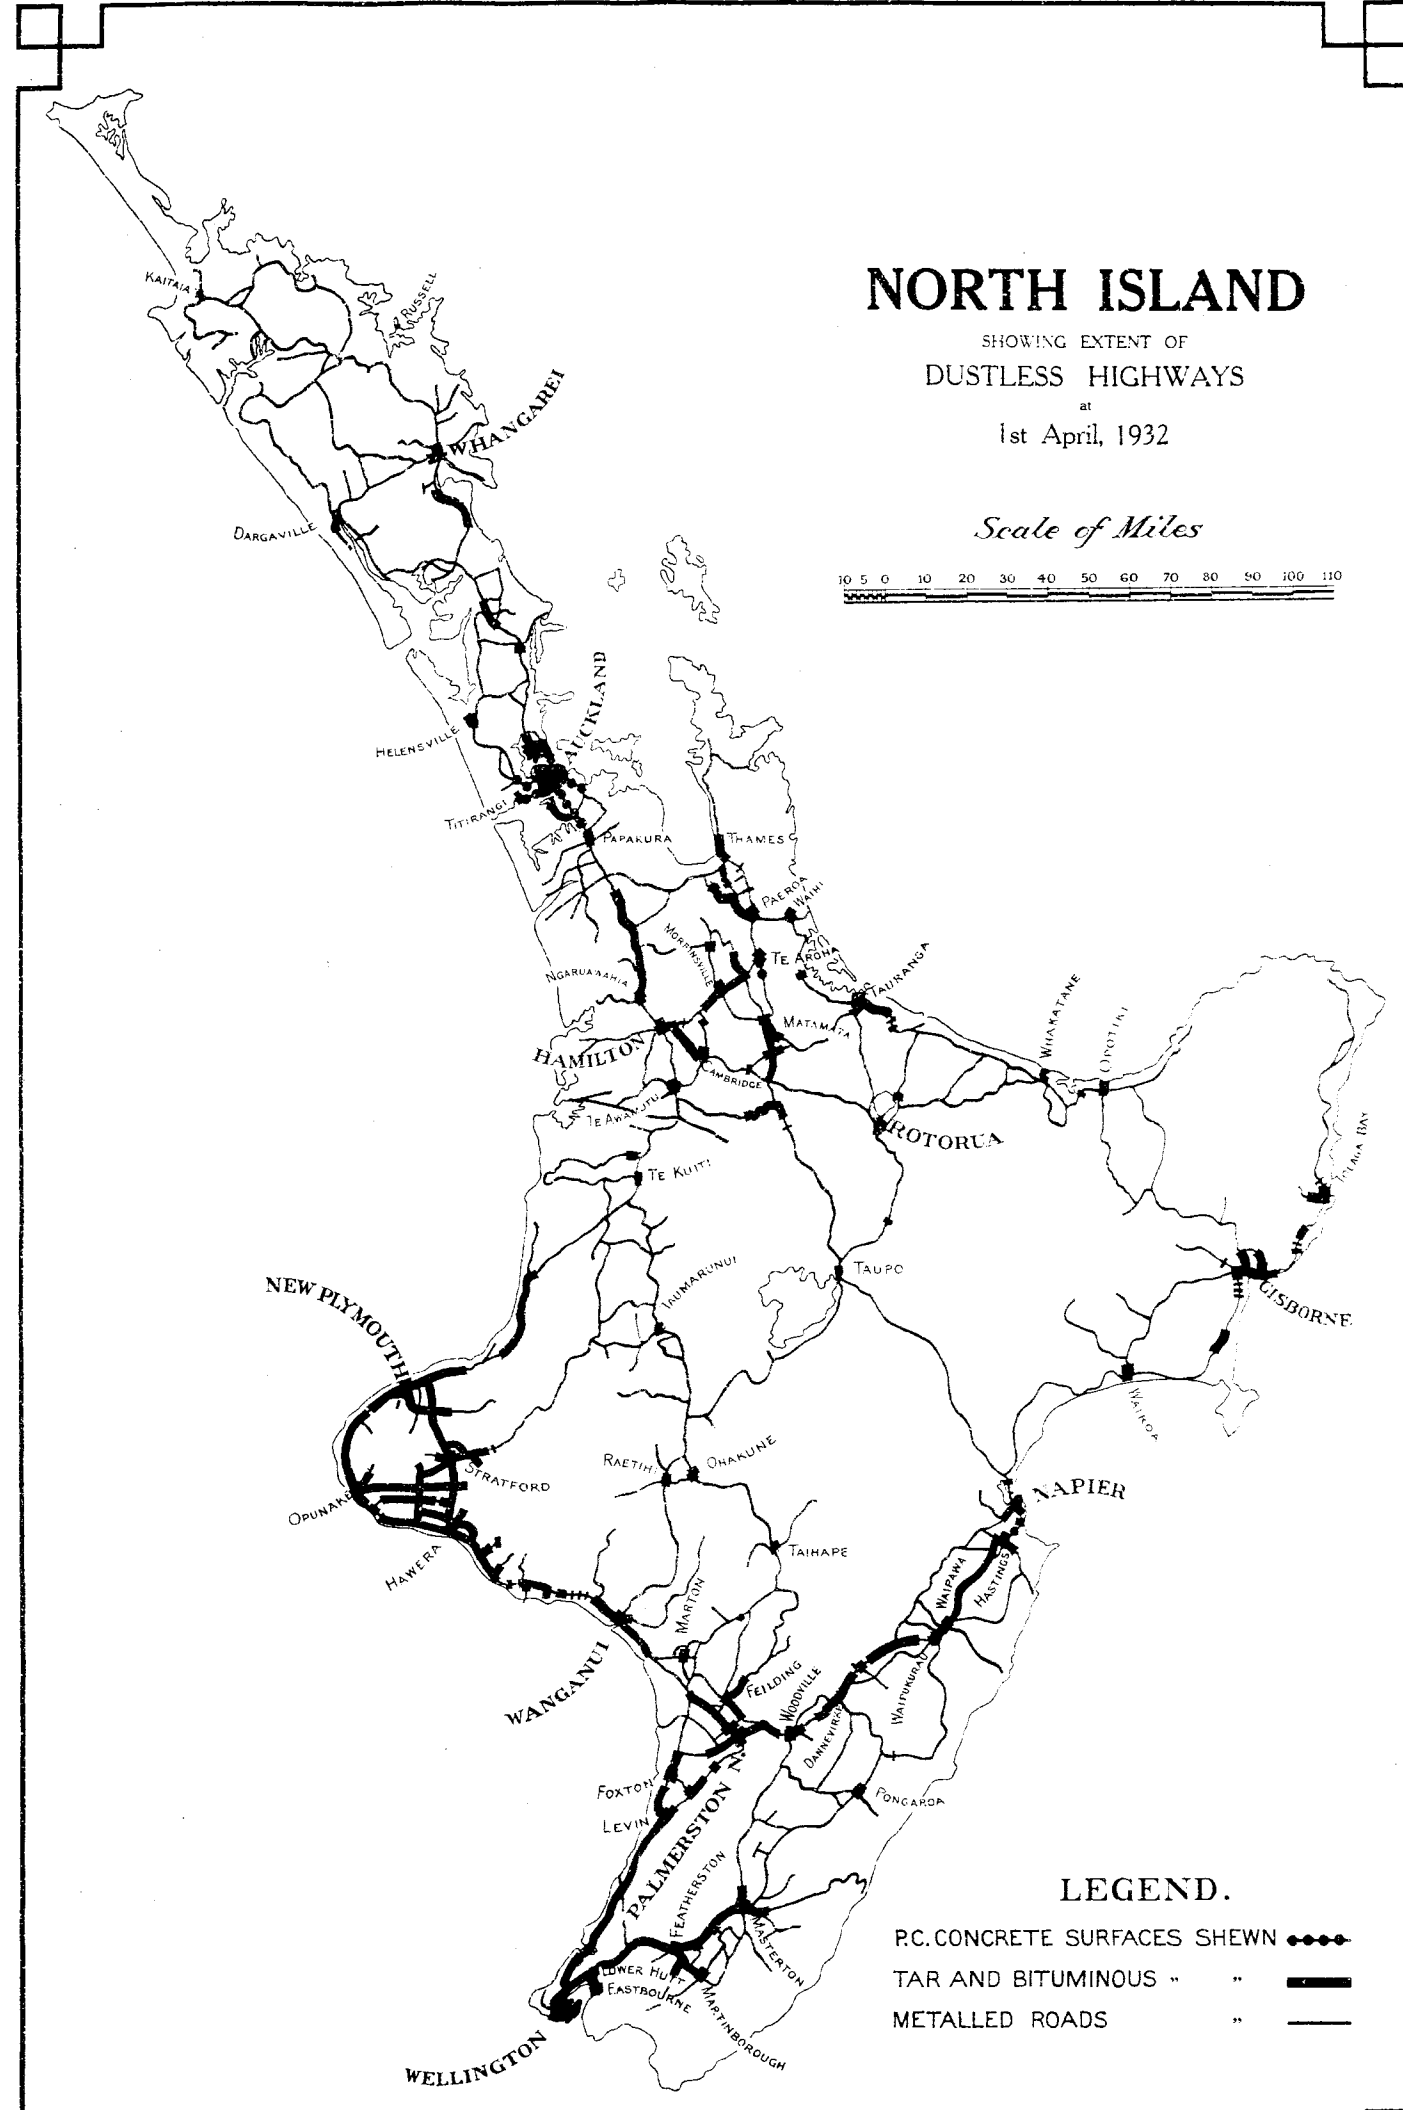 NORTH ISLAND
SHOWING EXTENT OF
DUSTLESS HIGHWAYS
at
1st April, 1932
Scale of Miles
10 5 0 10 20 30 40 50 60 70 80 90 100 110
KAITAIA
RUSSELL
WHANGAREI
DARGAVILLE
AUCKLAND
HELENSVILLE
TITIRANGI
PAPAKURA
THAMES
PAEROA
WAIHI
MORRINSVILLE
TE AROHA
NGARUAWAHIA
TAURANGA
MATAMATA
WHAKATANE
OPOTIKI
HAMILTON
CAMBRIDGE
TE AWAMUTU
ROTORUA
TOLAGA BAY
TE KUITI
TAUMARUNUI
TAUPO
NEW PLYMOUTH
GISBORNE
WAIROA
RAETIHI
OHAKUNE
STRATFORD
NAPIER
OPUNAKE
TAIHAPE
HAWERA
WAIPAWA
HASTINGS
MARTON
WANGANUI
FEILDING
WOODVILLE
WAIPUKURAU
DANNEVIRKE
FOXTON
PONGAROA
LEVIN
PALMERSTON N.
FEATHERSTON
MASTERTON
LOWER HUTT
EASTBOURNE
MARTINBOROUGH
WELLINGTON
LEGEND.
P.C. CONCRETE SURFACES SHEWN
TAR AND BITUMINOUS " "
METALLED ROADS "